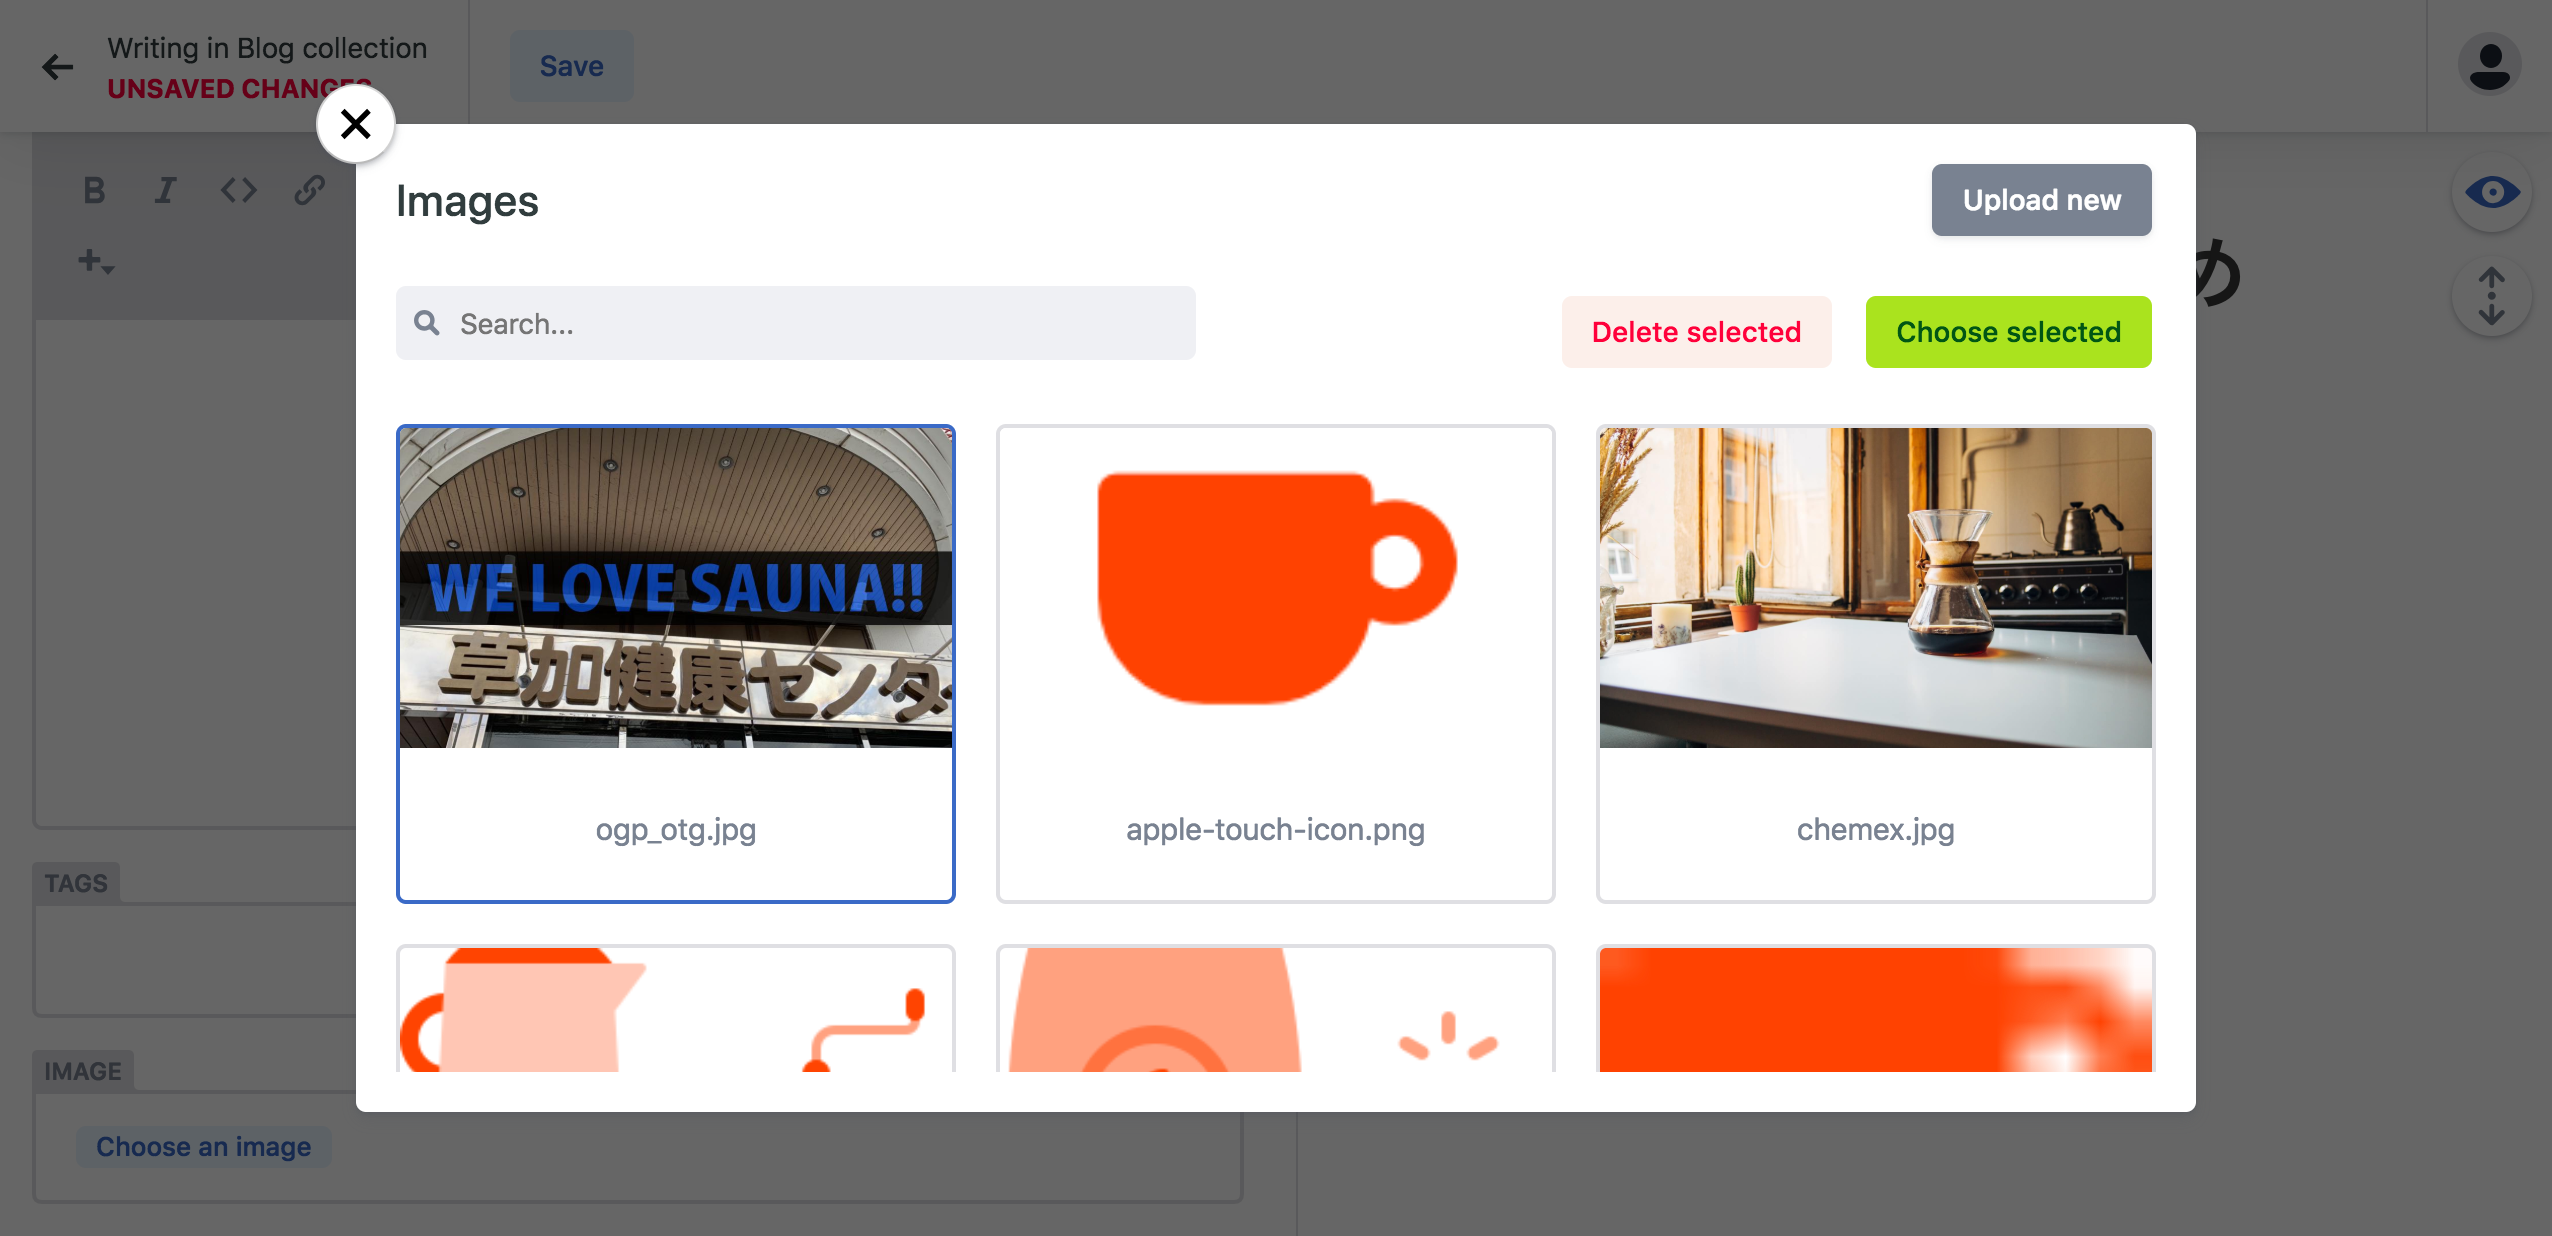 Writing in Blog collection
UNSAVED CHANGES
Save
Images
Upload new
Search...
Delete selected
Choose selected
め
WE LOVE SAUNA!!
草加健康センタ
ogp_otg.jpg
apple-touch-icon.png
chemex.jpg
TAGS
IMAGE
Choose an image